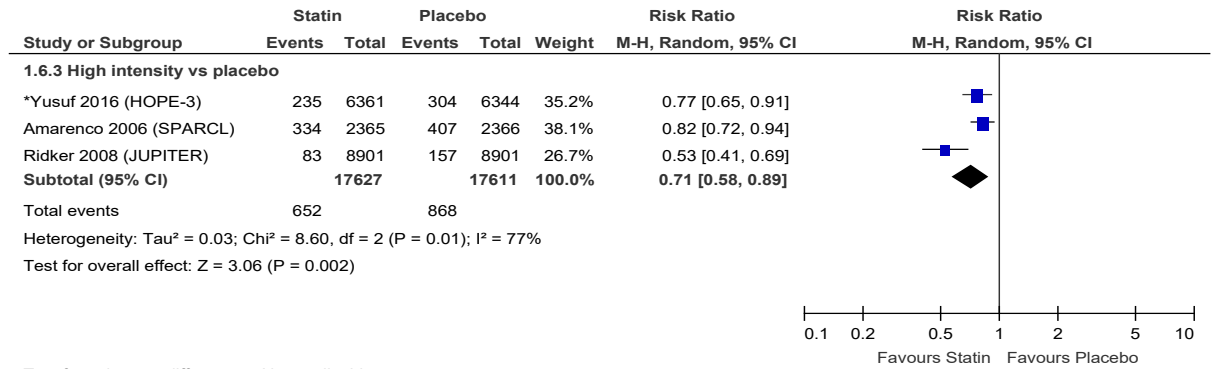 Statin Placebo Risk Ratio Risk Ratio
Study or Subgroup Events Total Events Total Weight M-H, Random, 95% CI M-H, Random, 95% CI
1.6.3 High intensity vs placebo
*Yusuf 2016 (HOPE-3) 235 6361 304 6344 35.2% 0.77 [0.65, 0.91]
Amarenco 2006 (SPARCL) 334 2365 407 2366 38.1% 0.82 [0.72, 0.94]
Ridker 2008 (JUPITER) 83 8901 157 8901 26.7% 0.53 [0.41, 0.69]
Subtotal (95% CI) 17627 17611 100.0% 0.71 [0.58, 0.89]
Total events 652 868
Heterogeneity: Tau² = 0.03; Chi² = 8.60, df = 2 (P = 0.01); I² = 77%
Test for overall effect: Z = 3.06 (P = 0.002)
0.1 0.2 0.5 1 2 5 10
Favours Statin Favours Placebo